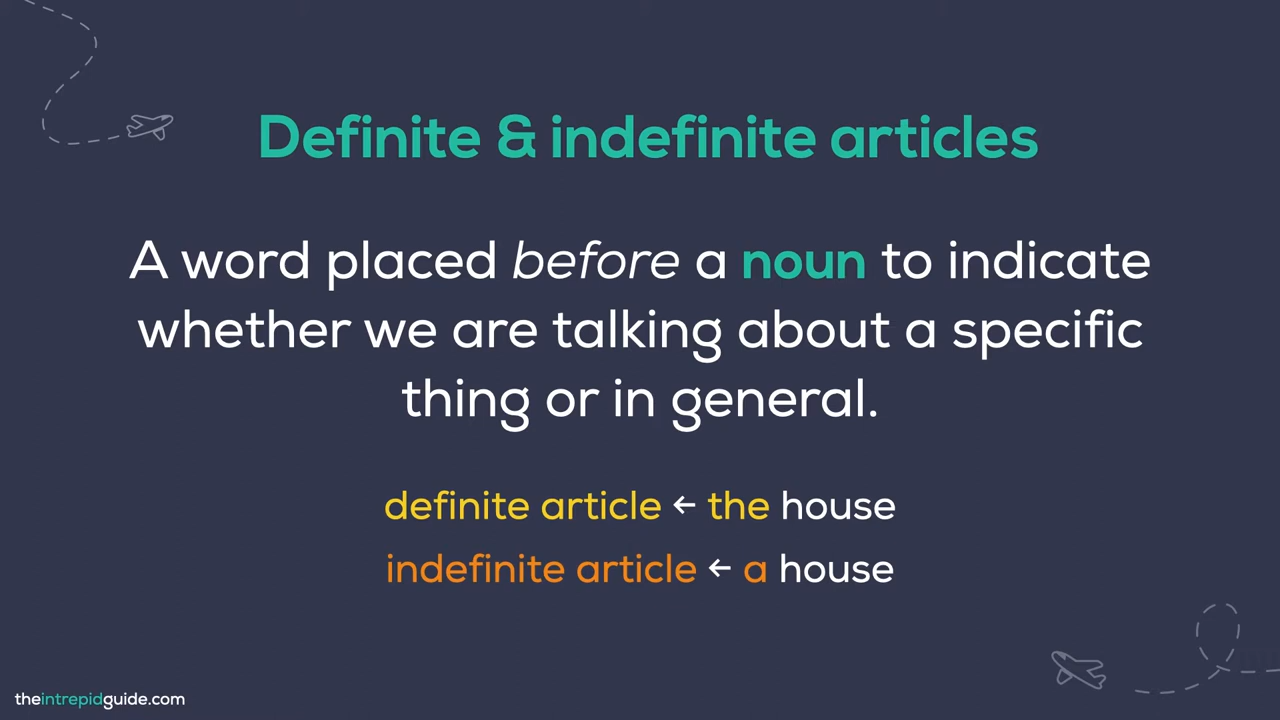 Definite & indefinite articles
A word placed before a noun to indicate
whether we are talking about a specific
thing or in general.
definite article ← the house
indefinite article ← a house
theintrepidguide.com